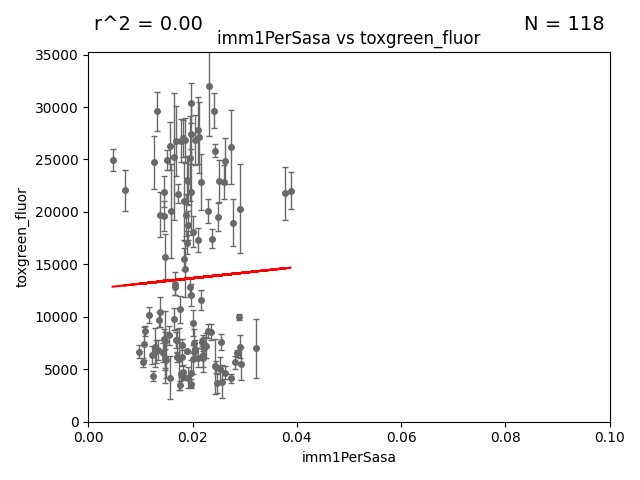 r^2 = 0.00
N = 118
imm1PerSasa vs toxgreen_fluor
35000
30000
25000
20000
15000
10000
5000
0
toxgreen_fluor
0.00
0.02
0.04
0.06
0.08
0.10
imm1PerSasa